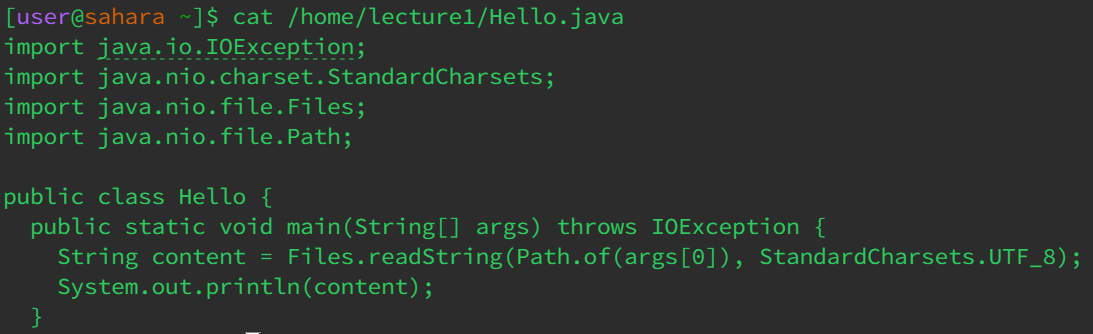 [user@sahara ~]$ cat /home/lecture1/Hello.java
import java.io.IOException;
import java.nio.charset.StandardCharsets;
import java.nio.file.Files;
import java.nio.file.Path;

public class Hello {
  public static void main(String[] args) throws IOException {
    String content = Files.readString(Path.of(args[0]), StandardCharsets.UTF_8);
    System.out.println(content);
  }